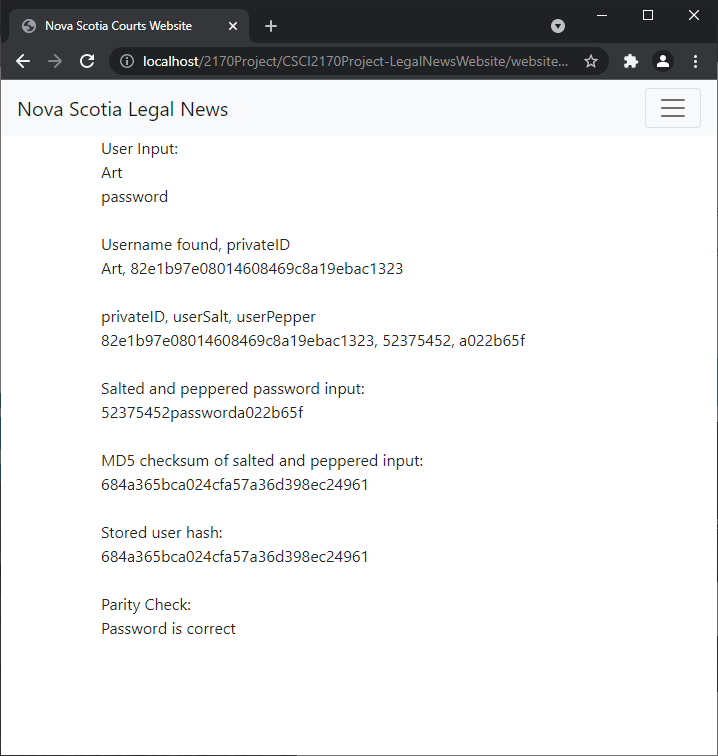 Nova Scotia Courts Website
localhost/2170Project/CSCI2170Project-LegalNewsWebsite/website...
Nova Scotia Legal News
User Input:
Art
password
Username found, privateID
Art, 82e1b97e08014608469c8a19ebac1323
privateID, userSalt, userPepper
82e1b97e08014608469c8a19ebac1323, 52375452, a022b65f
Salted and peppered password input:
52375452passworda022b65f
MD5 checksum of salted and peppered input:
684a365bca024cfa57a36d398ec24961
Stored user hash:
684a365bca024cfa57a36d398ec24961
Parity Check:
Password is correct